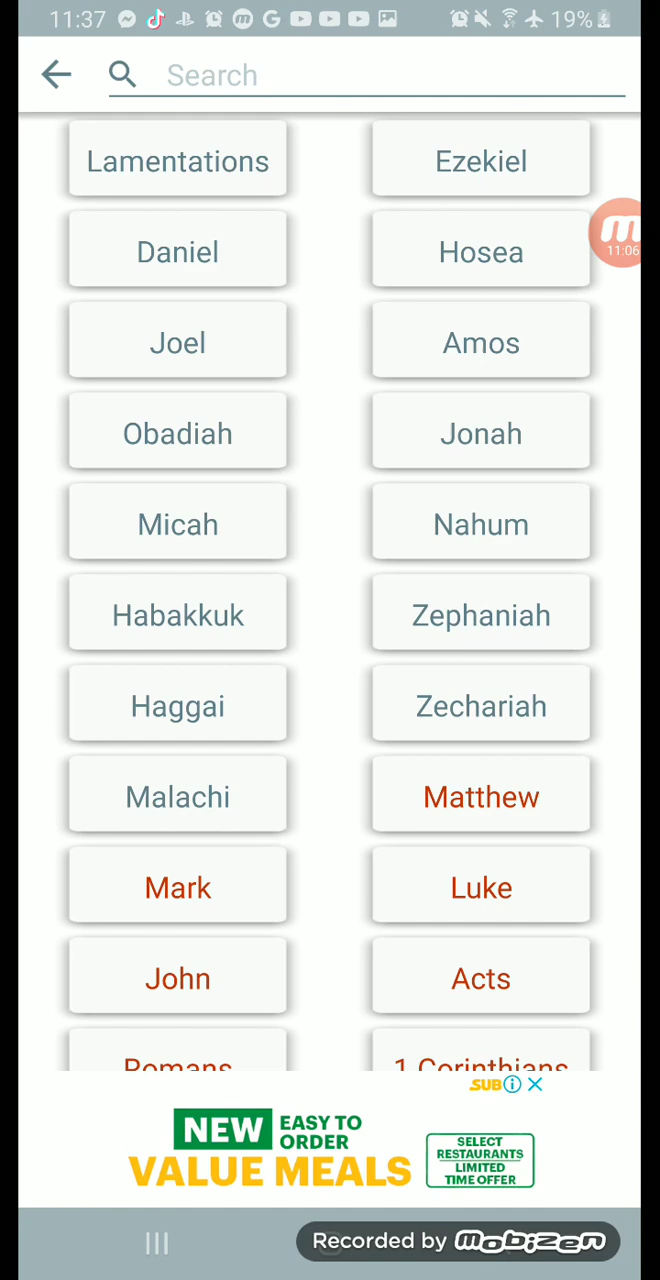 11:37 19%
Search
Lamentations Ezekiel
11:06
Daniel Hosea
Joel Amos
Obadiah Jonah
Micah Nahum
Habakkuk Zephaniah
Haggai Zechariah
Malachi Matthew
Mark Luke
John Acts
Romans 1 Corinthians
SUB
NEW EASY TO
ORDER
VALUE MEALS
SELECT
RESTAURANTS
LIMITED
TIME OFFER
Recorded by mobizen